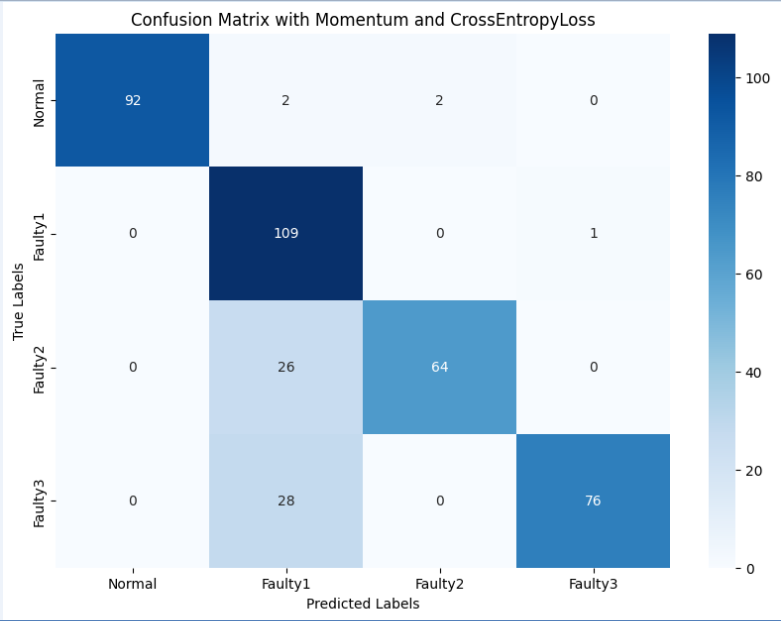 Confusion Matrix with Momentum and CrossEntropyLoss
Normal 92 2 2 0
Faulty1 0 109 0 1
Faulty2 0 26 64 0
Faulty3 0 28 0 76
Normal Faulty1 Faulty2 Faulty3
Predicted Labels
True Labels
100
80
60
40
20
0